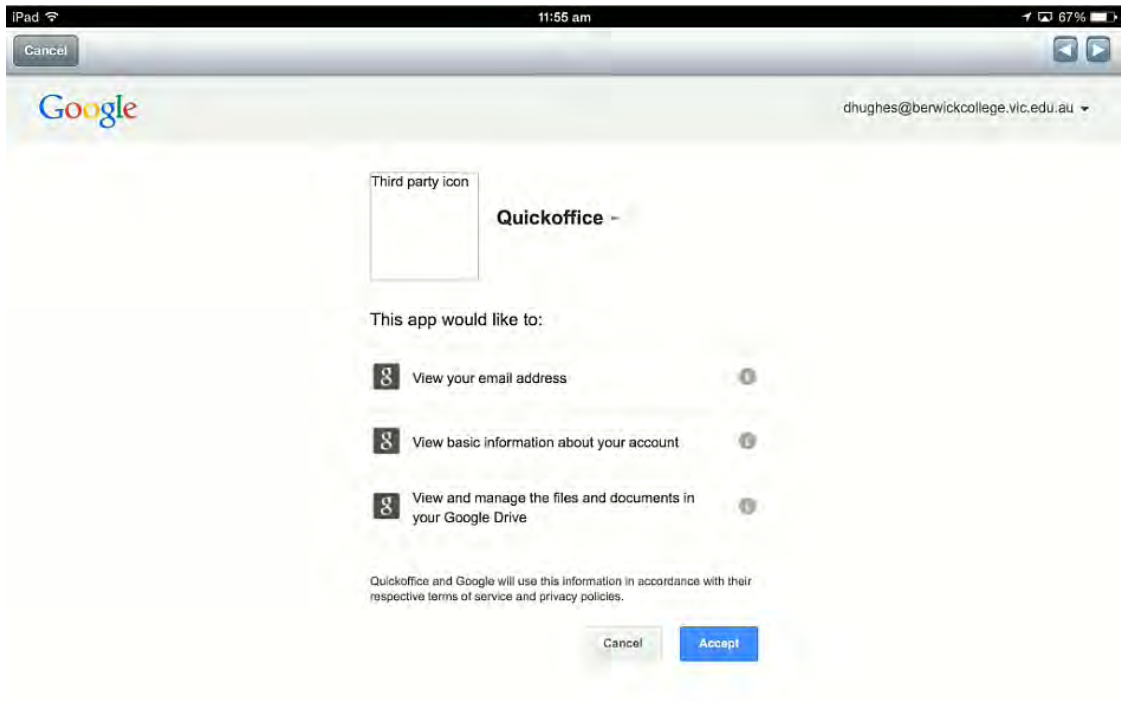 iPad 11:55 am 67%
Cancel
Google dhughes@berwickcollege.vic.edu.au
Third party icon
Quickoffice
This app would like to:
8 View your email address
8 View basic information about your account
8 View and manage the files and documents in
your Google Drive
Quickoffice and Google will use this information in accordance with their
respective terms of service and privacy policies.
Cancel Accept